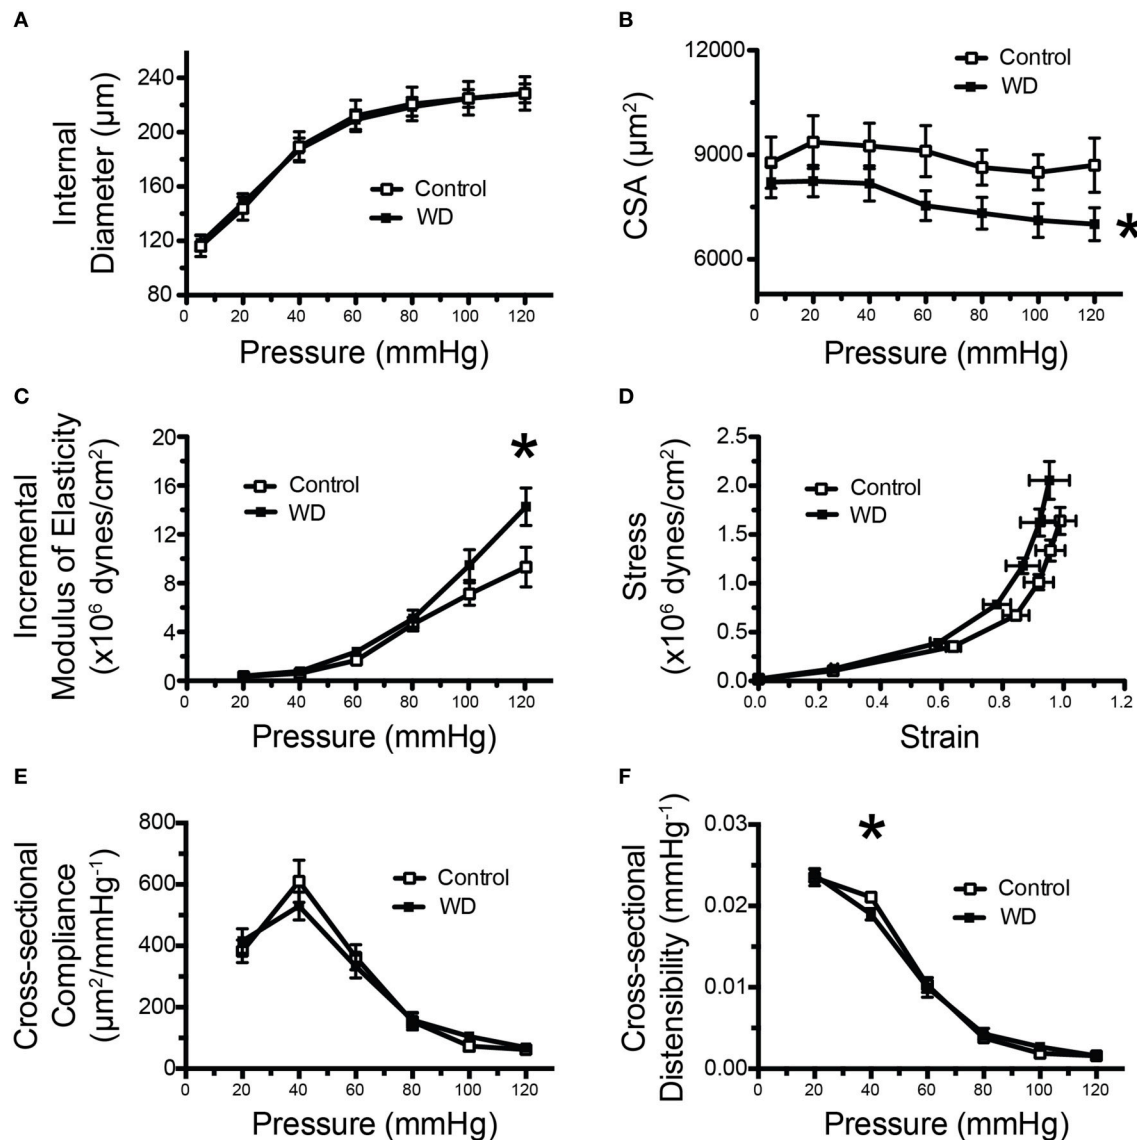 A
Internal
Diameter (μm)
240
200
160
120
80
Control
WD
0 20 40 60 80 100 120
Pressure (mmHg)
B
CSA (μm²)
12000
9000
6000
Control
WD
*
0 20 40 60 80 100 120
Pressure (mmHg)
C
Incremental
Modulus of Elasticity
(x10⁶ dynes/cm²)
20
16
12
8
4
0
Control
WD
*
0 20 40 60 80 100 120
Pressure (mmHg)
D
Stress
(x10⁶ dynes/cm²)
2.5
2.0
1.5
1.0
0.5
0.0
Control
WD
0.0 0.2 0.4 0.6 0.8 1.0 1.2
Strain
E
Cross-sectional
Compliance
(μm²/mmHg⁻¹)
800
600
400
200
0
Control
WD
0 20 40 60 80 100 120
Pressure (mmHg)
F
Cross-sectional
Distensibility (mmHg⁻¹)
0.03
0.02
0.01
0.00
*
Control
WD
0 20 40 60 80 100 120
Pressure (mmHg)